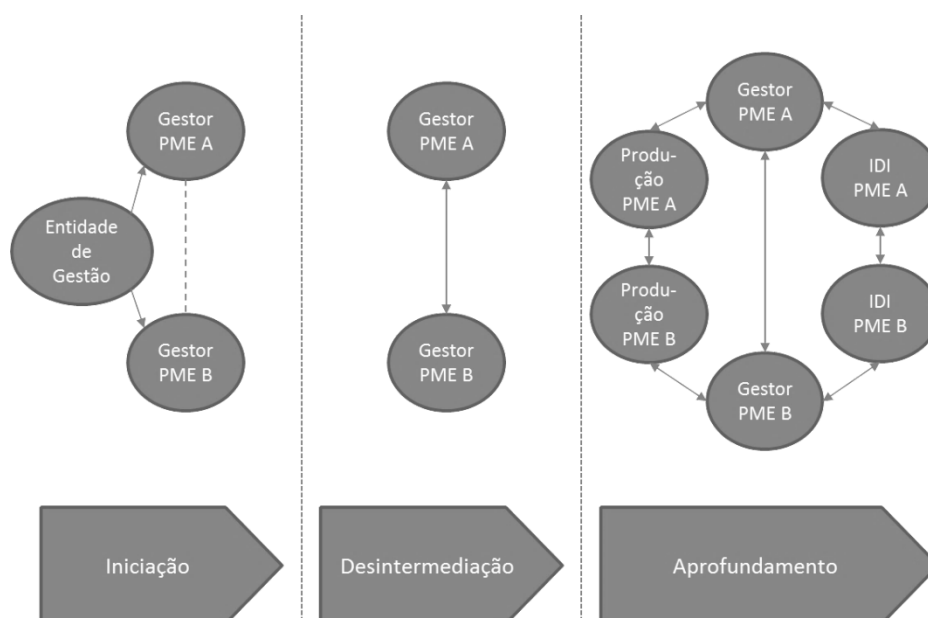 Gestor
PME A
Entidade
de
Gestão
Gestor
PME B
Iniciação
Gestor
PME A
Gestor
PME B
Desintermediação
Gestor
PME A
Produ-
ção
PME A
IDI
PME A
Produ-
ção
PME B
IDI
PME B
Gestor
PME B
Aprofundamento